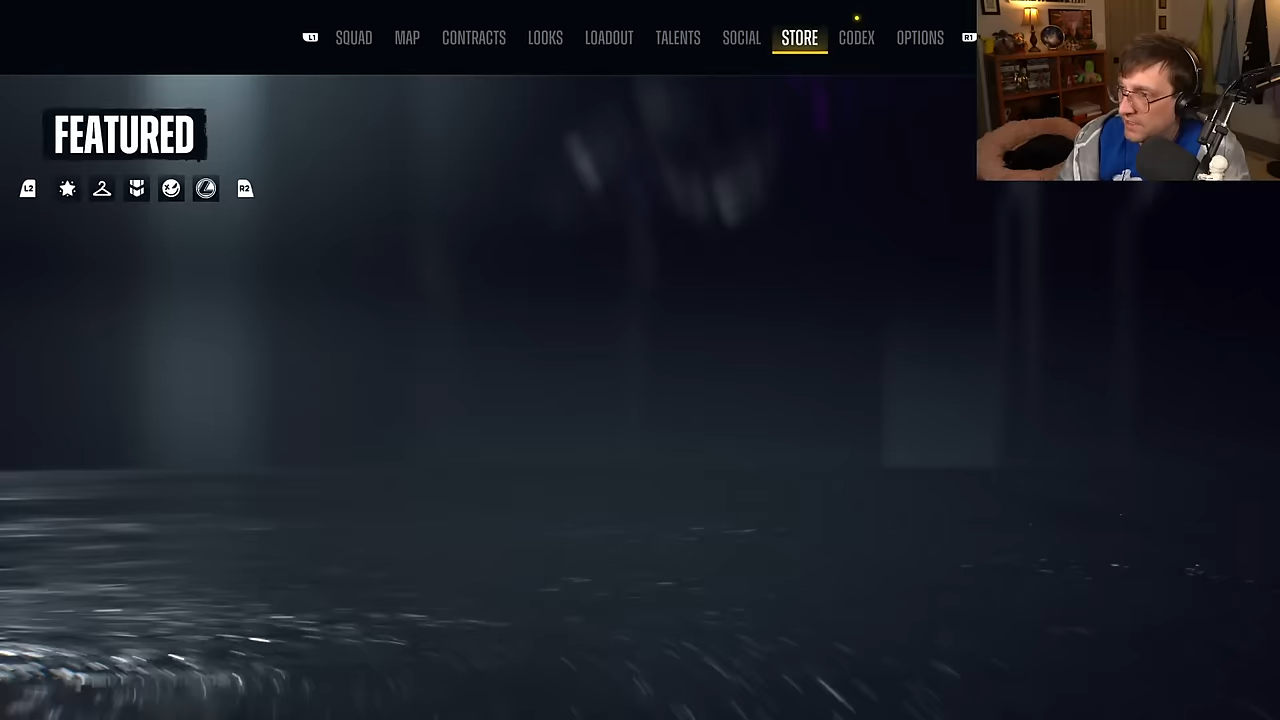 L1 SQUAD MAP CONTRACTS LOOKS LOADOUT TALENTS SOCIAL STORE CODEX OPTIONS R1
FEATURED
L2 R2